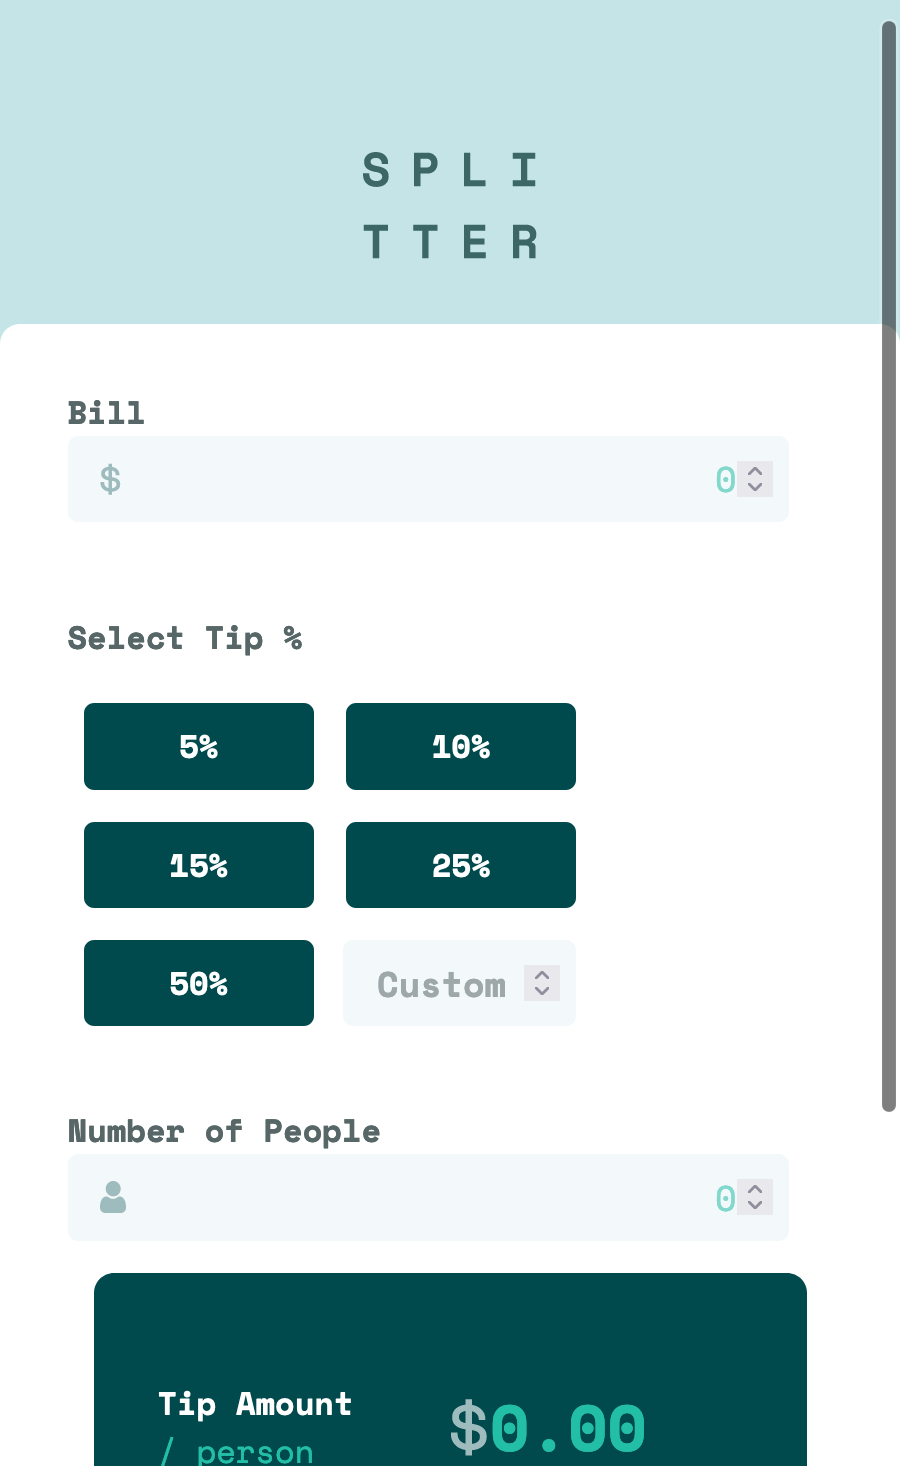 S P L I
T T E R
Bill
$ 0
Select Tip %
5% 10%
15% 25%
50% Custom
Number of People
0
Tip Amount
/ person
$0.00